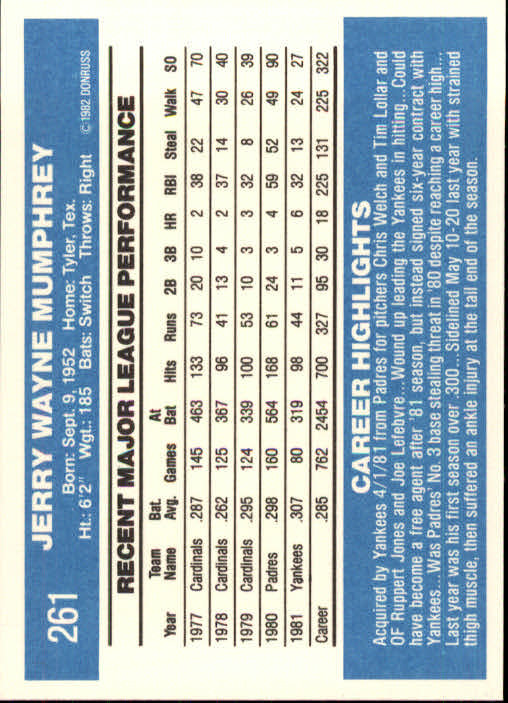 261
JERRY WAYNE MUMPHREY
Born: Sept. 9, 1952 Home: Tyler, Tex.
Ht.: 6'2" Wgt.: 185 Bats: Switch Throws: Right © 1982 DONRUSS
RECENT MAJOR LEAGUE PERFORMANCE
Year Team Name Bat. Avg. Games At Bat Hits Runs 2B 3B HR RBI Steal Walk SO
1977 Cardinals .287 145 463 133 73 20 10 2 38 22 47 70
1978 Cardinals .262 125 367 96 41 13 4 2 37 14 30 40
1979 Cardinals .295 124 339 100 53 10 3 3 32 8 26 39
1980 Padres .298 160 564 168 61 24 3 4 59 52 49 90
1981 Yankees .307 80 319 98 44 11 5 6 32 13 24 27
Career .285 762 2454 700 327 95 30 18 225 131 225 322
CAREER HIGHLIGHTS
Acquired by Yankees 4/1/81 from Padres for pitchers Chris Welch and Tim Lollar and
OF Ruppert Jones and Joe Lefebvre...Wound up leading the Yankees in hitting...Could
have become a free agent after '81 season, but instead signed six-year contract with
Yankees...Was Padres' No. 3 base stealing threat in '80 despite reaching a career high...
Last year was his first season over .300...Sidelined May 10-20 last year with strained
thigh muscle, then suffered an ankle injury at the tail end of the season.